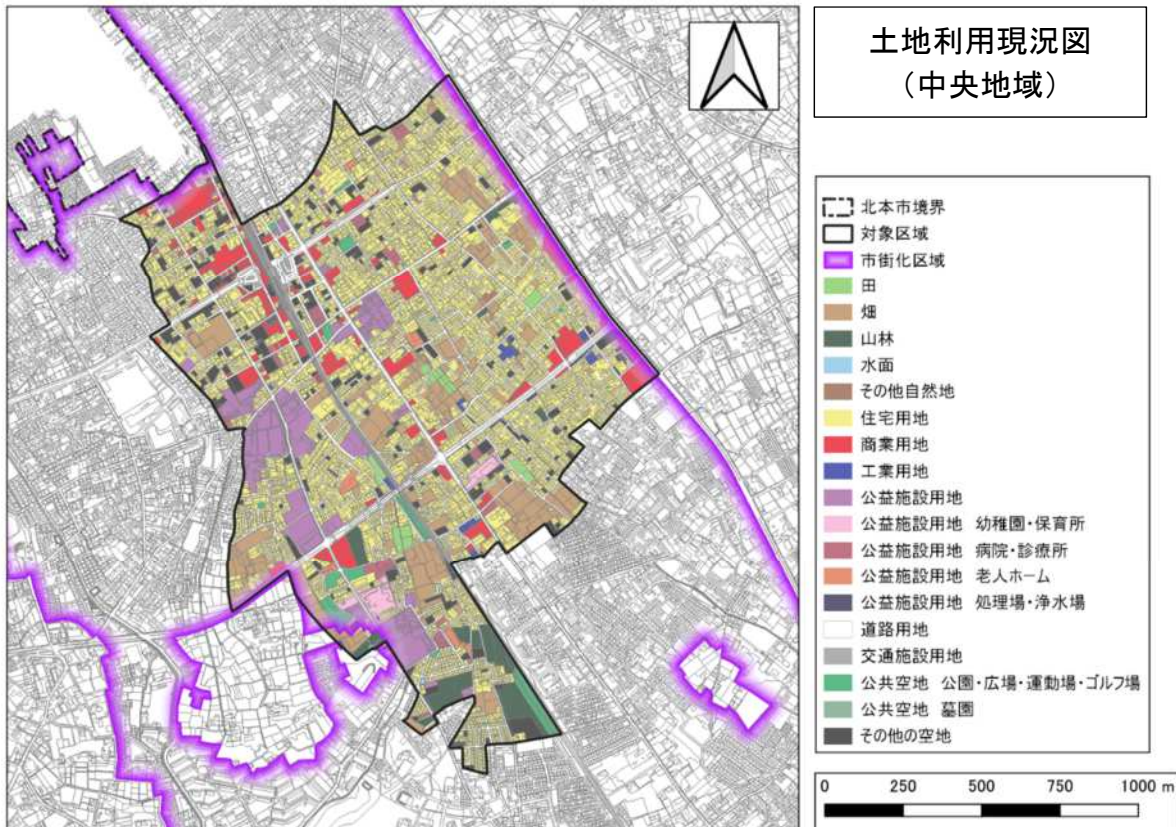 土地利用現況図
（中央地域）
北本市境界
対象区域
市街化区域
田
畑
山林
水面
その他自然地
住宅用地
商業用地
工業用地
公益施設用地
公益施設用地 幼稚園・保育所
公益施設用地 病院・診療所
公益施設用地 老人ホーム
公益施設用地 処理場・浄水場
道路用地
交通施設用地
公共空地 公園・広場・運動場・ゴルフ場
公共空地 墓園
その他の空地
0 250 500 750 1000 m